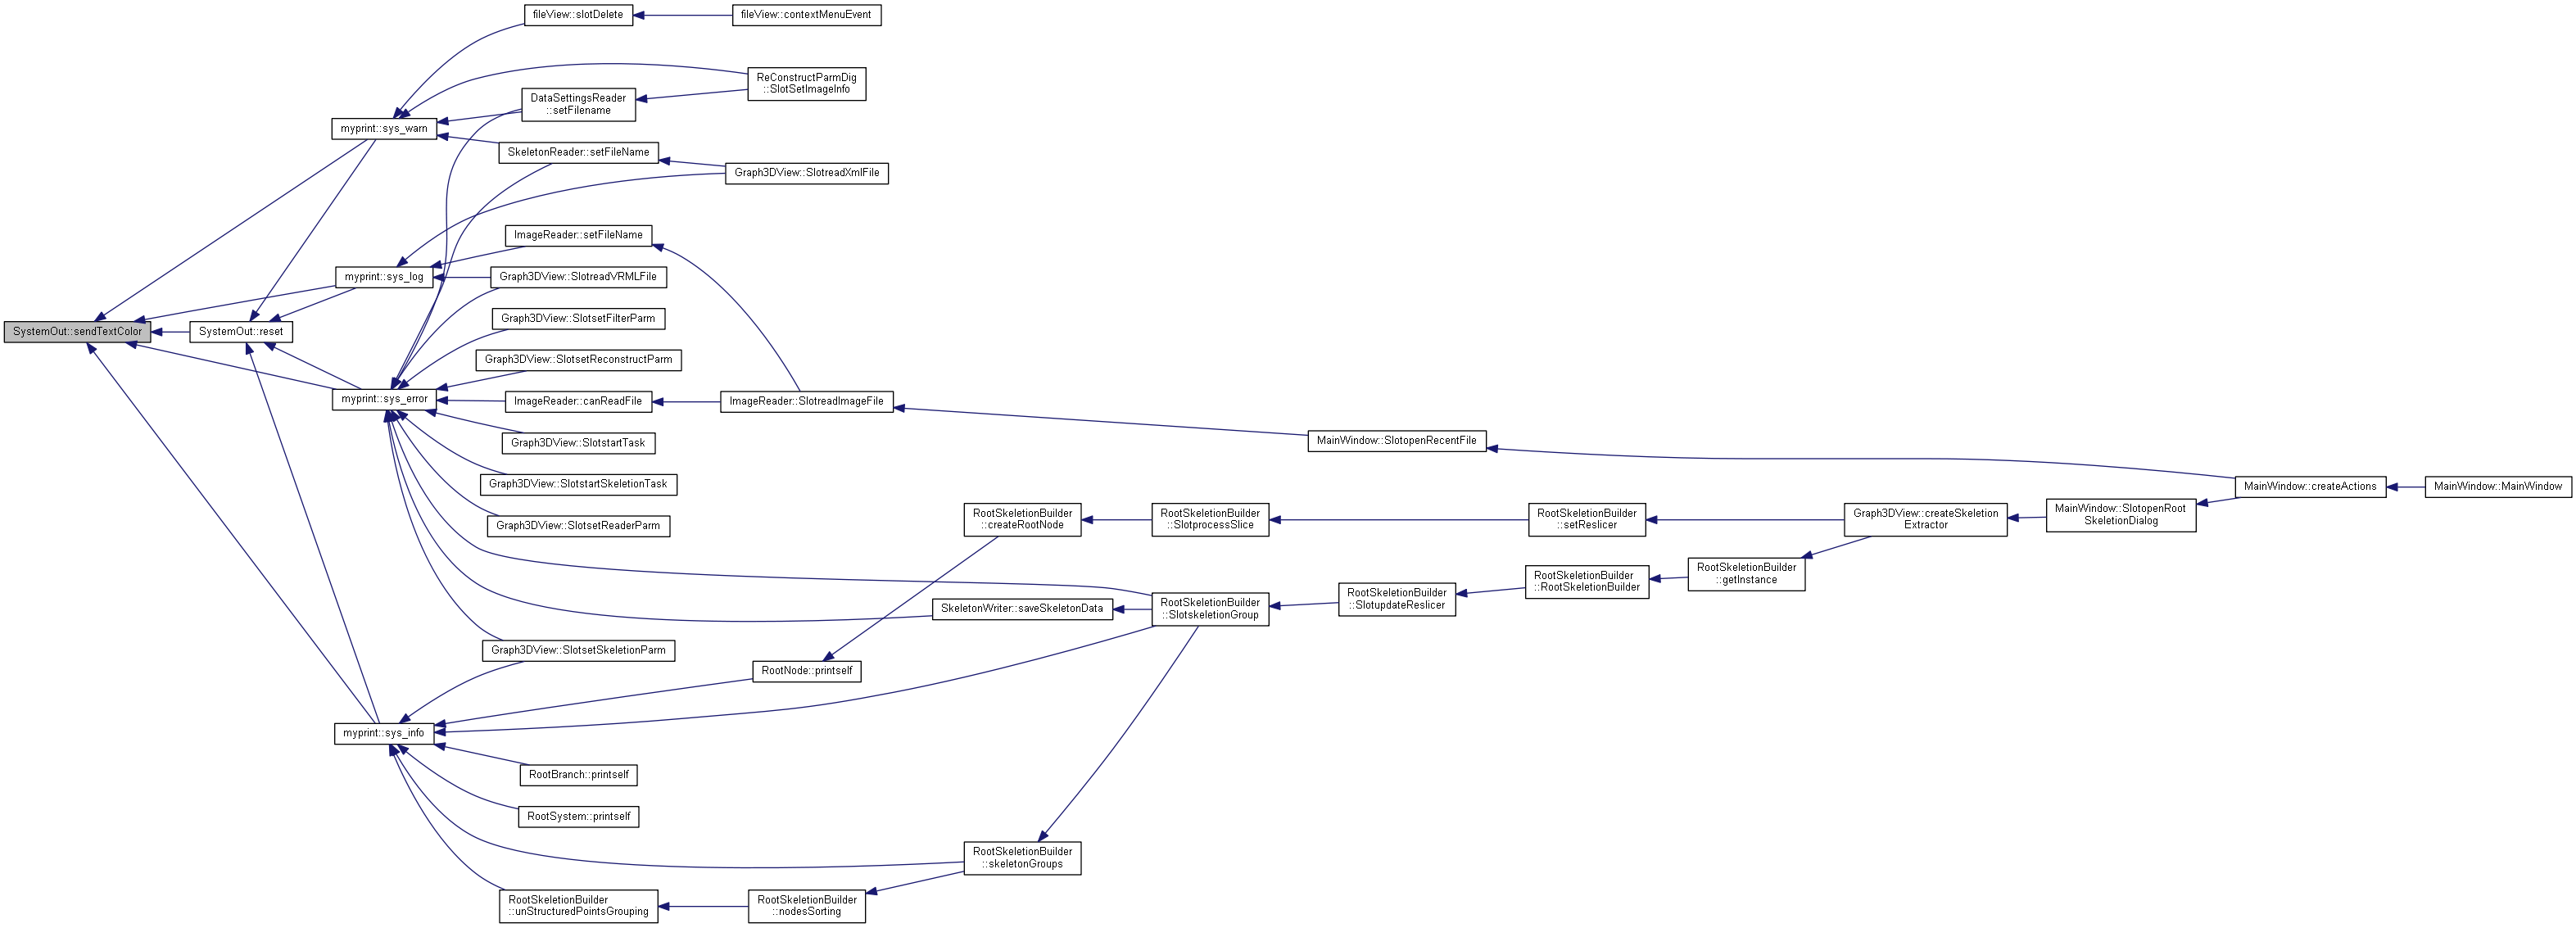 fileView::slotDelete
fileView::contextMenuEvent
ReConstructParmDig
::SlotSetImageInfo
DataSettingsReader
::setFilename
myprint::sys_warn
SkeletonReader::setFileName
Graph3DView::SlotreadXmlFile
ImageReader::setFileName
myprint::sys_log
Graph3DView::SlotreadVRMLFile
Graph3DView::SlotsetFilterParm
SystemOut::sendTextColor
SystemOut::reset
Graph3DView::SlotsetReconstructParm
myprint::sys_error
ImageReader::canReadFile
ImageReader::SlotreadImageFile
Graph3DView::SlotstartTask
MainWindow::SlotopenRecentFile
Graph3DView::SlotstartSkeletionTask
MainWindow::createActions
MainWindow::MainWindow
Graph3DView::SlotsetReaderParm
RootSkeletionBuilder
::createRootNode
RootSkeletionBuilder
::SlotprocessSlice
RootSkeletionBuilder
::setReslicer
Graph3DView::createSkeletion
Extractor
MainWindow::SlotopenRoot
SkeletionDialog
RootSkeletionBuilder
::getInstance
RootSkeletionBuilder
::RootSkeletionBuilder
RootSkeletionBuilder
::SlotupdateReslicer
SkeletonWriter::saveSkeletonData
RootSkeletionBuilder
::SlotskeletionGroup
Graph3DView::SlotsetSkeletionParm
RootNode::printself
myprint::sys_info
RootBranch::printself
RootSystem::printself
RootSkeletionBuilder
::skeletonGroups
RootSkeletionBuilder
::unStructuredPointsGrouping
RootSkeletionBuilder
::nodesSorting